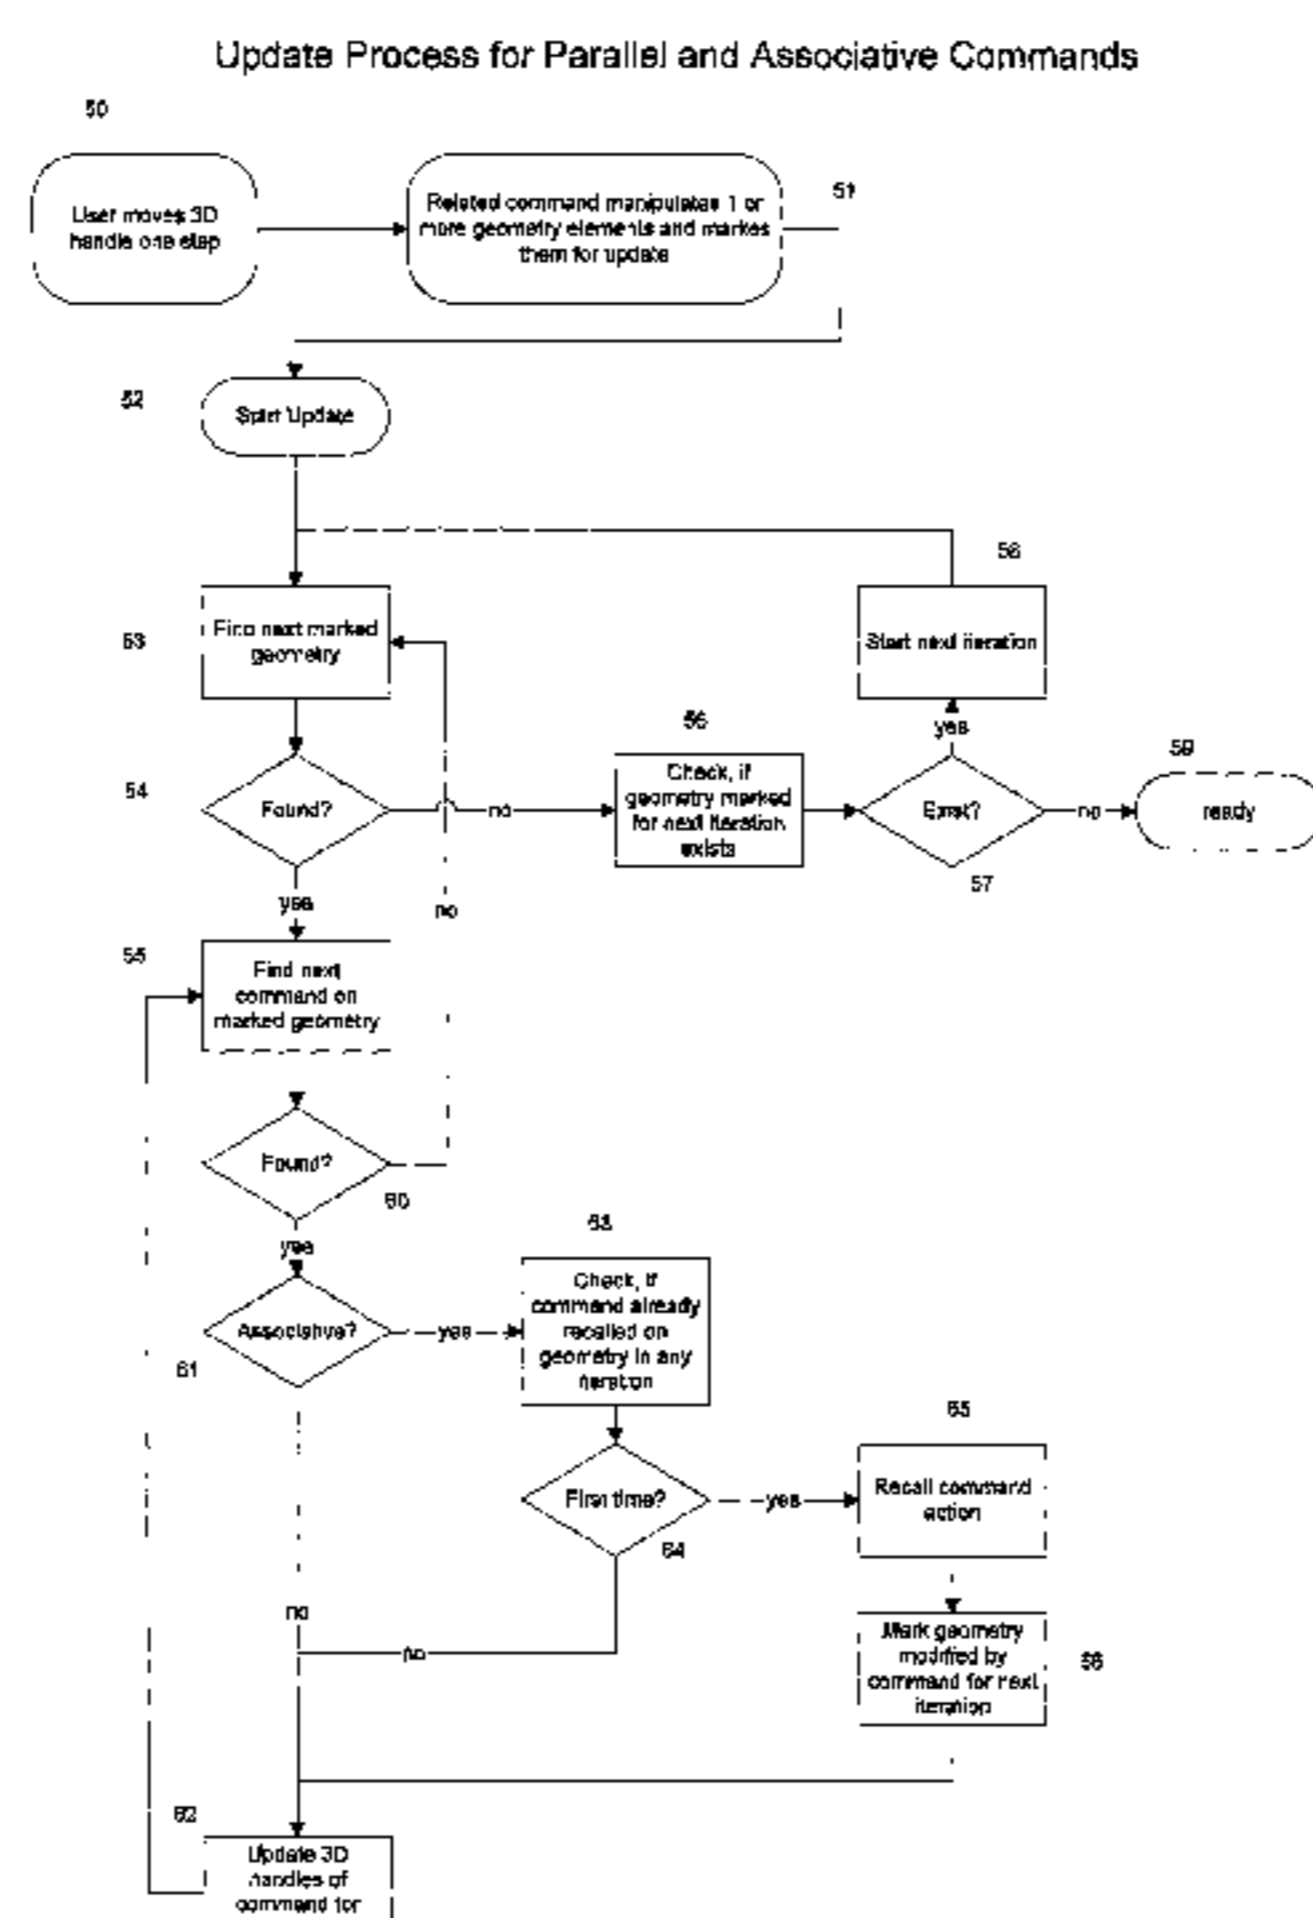 Update Process for Parallel and Associative Commands
50
User moves 3D
handle one step
Related command manipulates 1 or
more geometry elements and markes
them for update
51
52
Start Update
58
53
Find next marked
geometry
Start next iteration
54
Found?
no
56
Check, if
geometry marked
for next iteration
exists
yes
Exist?
57
no
59
ready
yes
no
55
Find next
command on
marked geometry
Found?
60
yes
63
Check, if
command already
recalled on
geometry in any
iteration
Associative?
yes
61
First time?
64
yes
65
Recall command
action
no
no
Mark geometry
modified by
command for next
iteration
62
Update 3D
handles of
command for